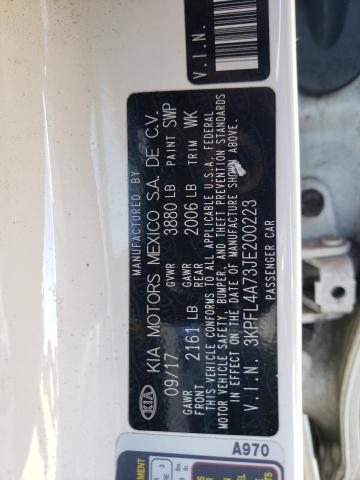 V.I.N.
MANUFACTURED BY
KIA KIA MOTORS MEXICO S.A. DE C.V.
09/17 GVWR 3880 LB PAINT SWP
GAWR FRONT 2161 LB GAWR REAR 2006 LB TRIM WK
THIS VEHICLE CONFORMS TO ALL APPLICABLE U.S.A. FEDERAL
MOTOR VEHICLE SAFETY, BUMPER, AND THEFT PREVENTION STANDARDS
IN EFFECT ON THE DATE OF MANUFACTURE SHOWN ABOVE.
V.I.N. 3KPFL4A73JE200223
PASSENGER CAR
A970